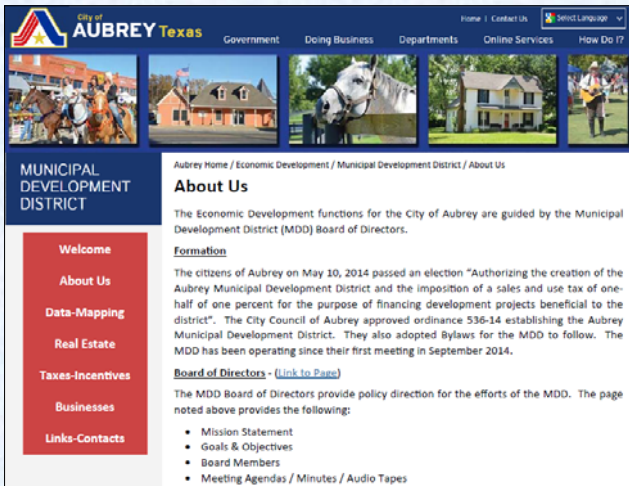 City of
AUBREY Texas
Home | Contact Us
Select Language
Government Doing Business Departments Online Services How Do I?
MUNICIPAL
DEVELOPMENT
DISTRICT
Welcome
About Us
Data-Mapping
Real Estate
Taxes-Incentives
Businesses
Links-Contacts
Aubrey Home / Economic Development / Municipal Development District / About Us
About Us
The Economic Development functions for the City of Aubrey are guided by the Municipal
Development District (MDD) Board of Directors.
Formation
The citizens of Aubrey on May 10, 2014 passed an election “Authorizing the creation of the
Aubrey Municipal Development District and the imposition of a sales and use tax of one-
half of one percent for the purpose of financing development projects beneficial to the
district”. The City Council of Aubrey approved ordinance 536-14 establishing the Aubrey
Municipal Development District. They also adopted Bylaws for the MDD to follow. The
MDD has been operating since their first meeting in September 2014.
Board of Directors - (Link to Page)
The MDD Board of Directors provide policy direction for the efforts of the MDD. The page
noted above provides the following:
• Mission Statement
• Goals & Objectives
• Board Members
• Meeting Agendas / Minutes / Audio Tapes